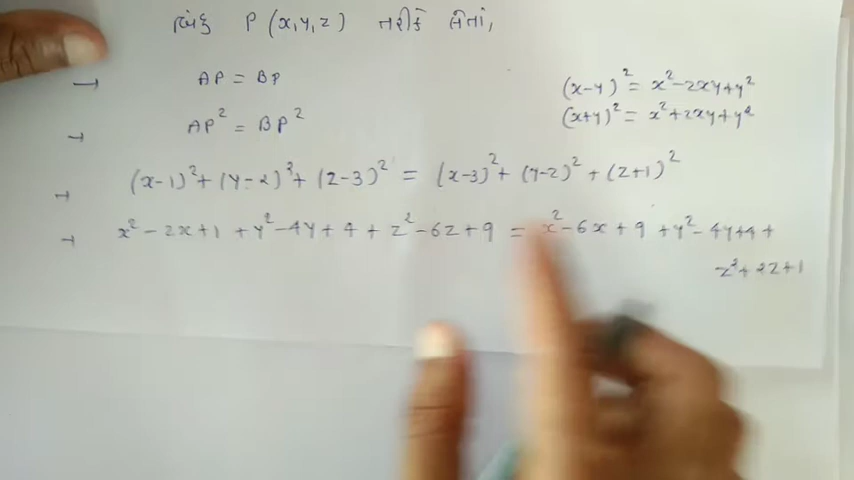 બિંદુ P (x,y,z) તરીકે લેતાં,
→ AP = BP
(x-y)² = x²-2xy+y²
→ AP² = BP²
(x+y)² = x²+2xy+y²
→ (x-1)²+(y-2)²+(z-3)² = (x-3)²+(y-2)²+(z+1)²
→ x²-2x+1+y²-4y+4+z²-6z+9 = x²-6x+9+y²-4y+4+
z²+2z+1